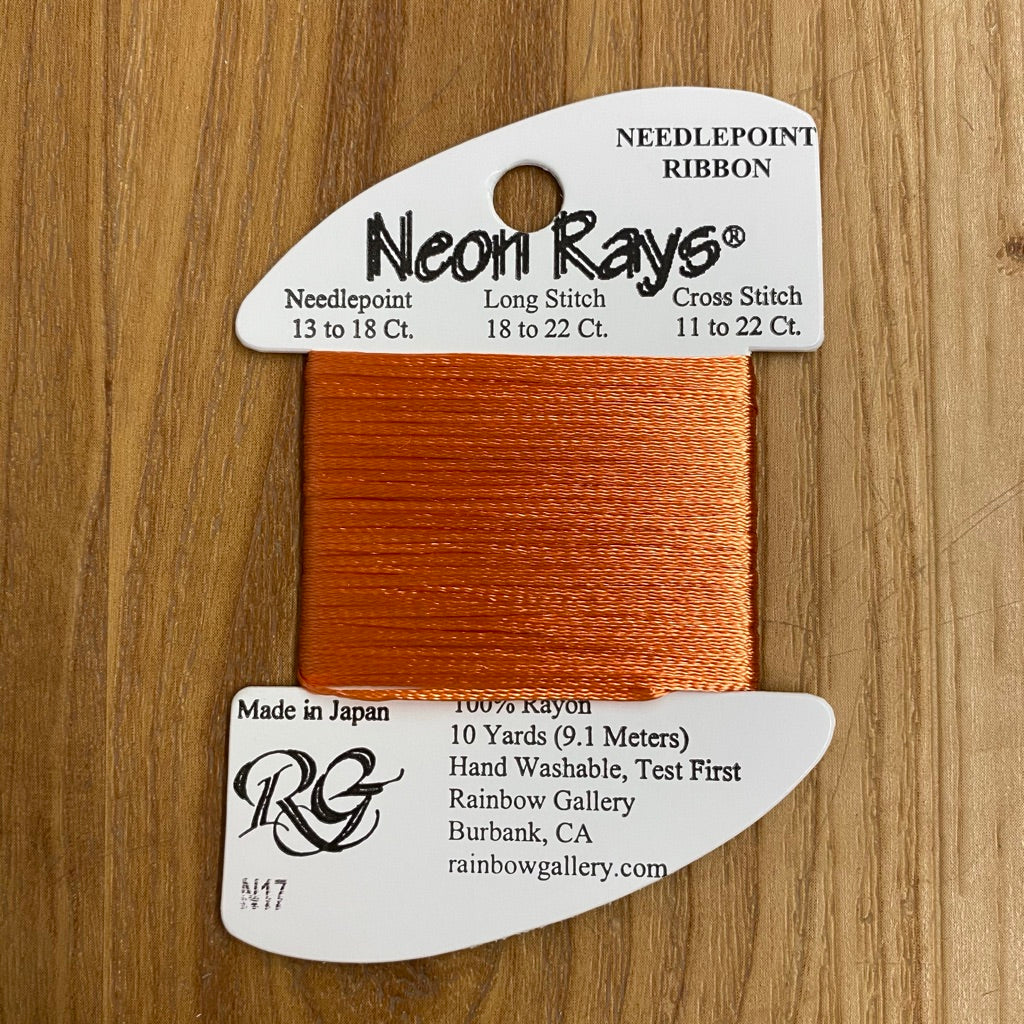 NEEDLEPOINT
RIBBON
Neon Rays®
Needlepoint Long Stitch Cross Stitch
13 to 18 Ct. 18 to 22 Ct. 11 to 22 Ct.
Made in Japan
100% Rayon
10 Yards (9.1 Meters)
Hand Washable, Test First
Rainbow Gallery
Burbank, CA
rainbowgallery.com
RG
N17